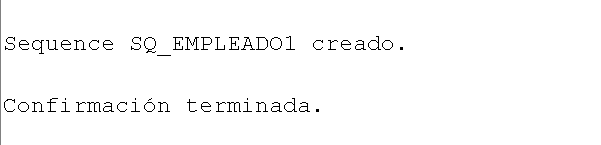 Sequence SQ_EMPLEADO1 creado.
Confirmación terminada.